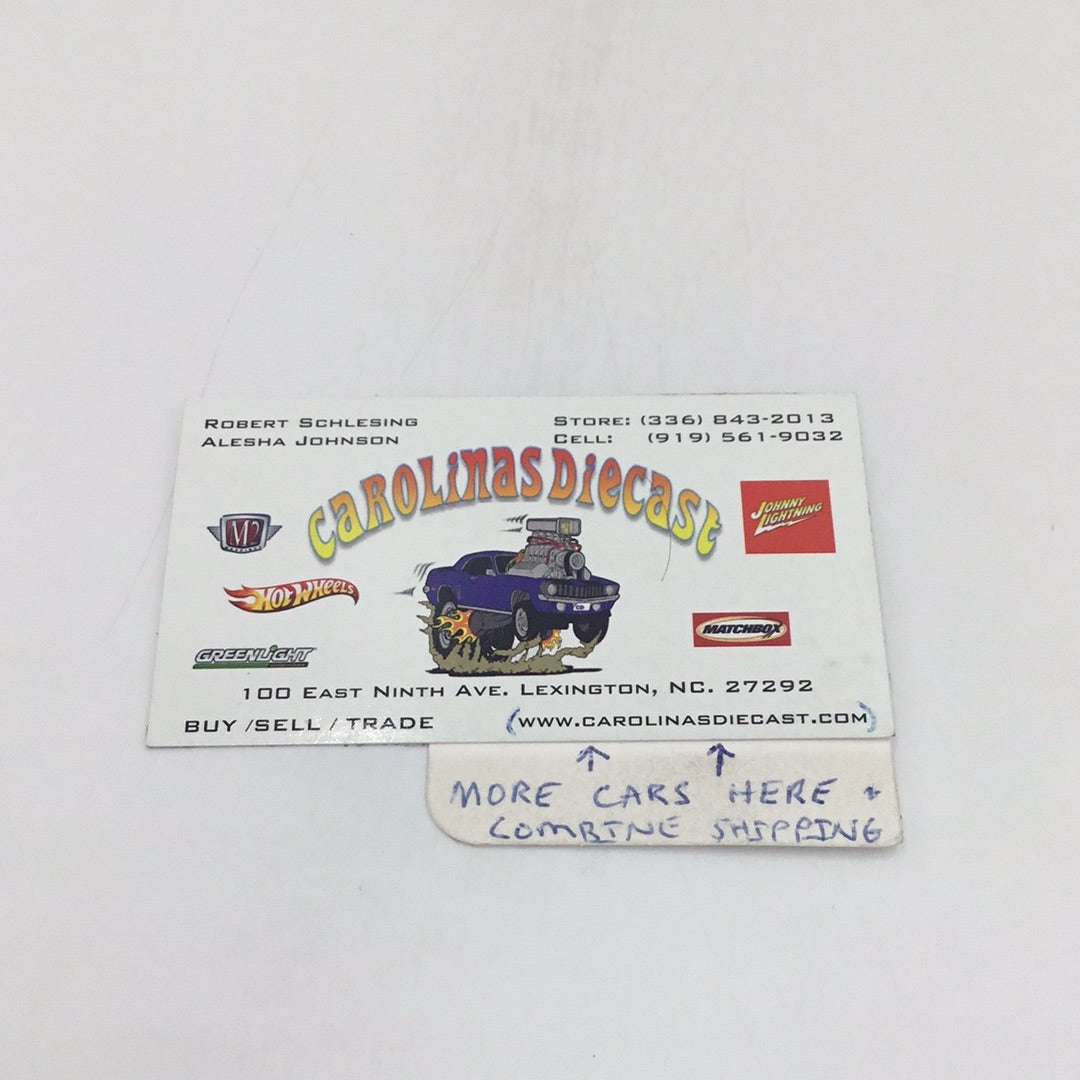 ROBERT SCHLESING
ALESHA JOHNSON
STORE: (336) 843-2013
CELL: (919) 561-9032
CAROLINAS DIECAST
M2
HOT WHEELS
GREENLIGHT
JOHNNY
LIGHTNING
MATCHBOX
CD
100 EAST NINTH AVE. LEXINGTON, NC. 27292
BUY /SELL / TRADE
(WWW.CAROLINASDIECAST.COM)
MORE CARS HERE +
COMBINE SHIPPING